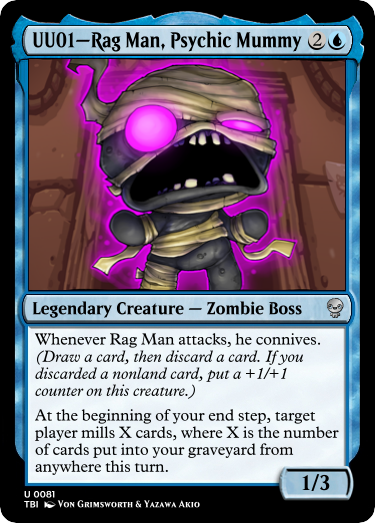 UU01–Rag Man, Psychic Mummy 2
Legendary Creature — Zombie Boss
Whenever Rag Man attacks, he connives.
(Draw a card, then discard a card. If you
discarded a nonland card, put a +1/+1
counter on this creature.)
At the beginning of your end step, target
player mills X cards, where X is the number
of cards put into your graveyard from
anywhere this turn.
1/3
U 0081
TBI Von Grimsworth & Yazawa Akio